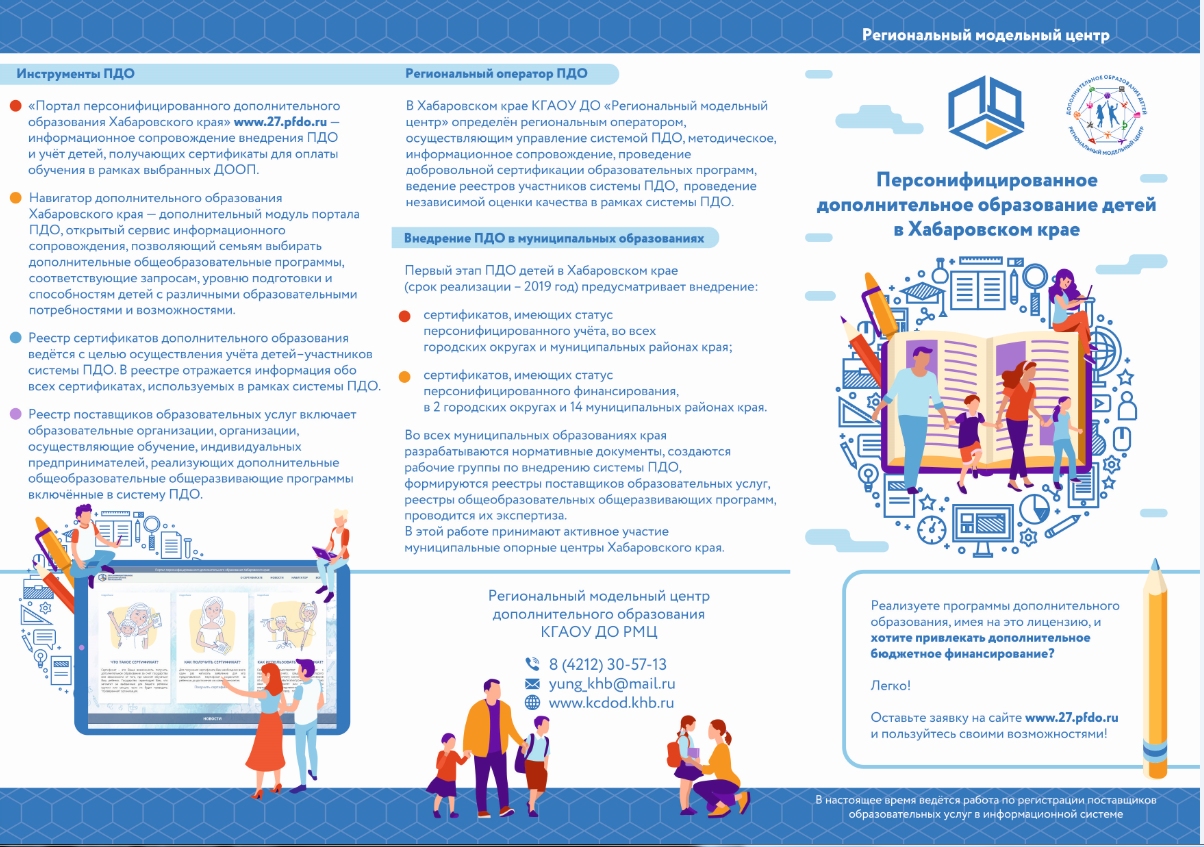 Региональный модельный центр
Инструменты ПДО
«Портал персонифицированного дополнительного
образования Хабаровского края» www.27.pfdo.ru —
информационное сопровождение внедрения ПДО
и учёт детей, получающих сертификаты для оплаты
обучения в рамках выбранных ДООП.
Навигатор дополнительного образования
Хабаровского края — дополнительный модуль портала
ПДО, открытый сервис информационного
сопровождения, позволяющий семьям выбирать
дополнительные общеобразовательные программы,
соответствующие запросам, уровню подготовки и
способностям детей с различными образовательными
потребностями и возможностями.
Реестр сертификатов дополнительного образования
ведётся с целью осуществления учёта детей–участников
системы ПДО. В реестре отражается информация обо
всех сертификатах, используемых в рамках системы ПДО.
Реестр поставщиков образовательных услуг включает
образовательные организации, организации,
осуществляющие обучение, индивидуальных
предпринимателей, реализующих дополнительные
общеобразовательные общеразвивающие программы
включённые в систему ПДО.
ЧТО ТАКОЕ СЕРТИФИКАТ?
КАК ПОЛУЧИТЬ СЕРТИФИКАТ?
НОВОСТИ
Региональный оператор ПДО
В Хабаровском крае КГАОУ ДО «Региональный модельный
центр» определён региональным оператором,
осуществляющим управление системой ПДО, методическое,
информационное сопровождение, проведение
добровольной сертификации образовательных программ,
ведение реестров участников системы ПДО, проведение
независимой оценки качества в рамках системы ПДО.
Внедрение ПДО в муниципальных образованиях
Первый этап ПДО детей в Хабаровском крае
(срок реализации – 2019 год) предусматривает внедрение:
сертификатов, имеющих статус
персонифицированного учёта, во всех
городских округах и муниципальных районах края;
сертификатов, имеющих статус
персонифицированного финансирования,
в 2 городских округах и 14 муниципальных районах края.
Во всех муниципальных образованиях края
разрабатываются нормативные документы, создаются
рабочие группы по внедрению системы ПДО,
формируются реестры поставщиков образовательных услуг,
реестры общеобразовательных общеразвивающих программ,
проводится их экспертиза.
В этой работе принимают активное участие
муниципальные опорные центры Хабаровского края.
Региональный модельный центр
дополнительного образования
КГАОУ ДО РМЦ
8 (4212) 30-57-13
yung_khb@mail.ru
www.kcdod.khb.ru
ДОПОЛНИТЕЛЬНОЕ ОБРАЗОВАНИЕ ДЕТЕЙ
РЕГИОНАЛЬНЫЙ МОДЕЛЬНЫЙ ЦЕНТР
Персонифицированное
дополнительное образование детей
в Хабаровском крае
Реализуете программы дополнительного
образования, имея на это лицензию, и
хотите привлекать дополнительное
бюджетное финансирование?
Легко!
Оставьте заявку на сайте www.27.pfdo.ru
и пользуйтесь своими возможностями!
В настоящее время ведётся работа по регистрации поставщиков
образовательных услуг в информационной системе